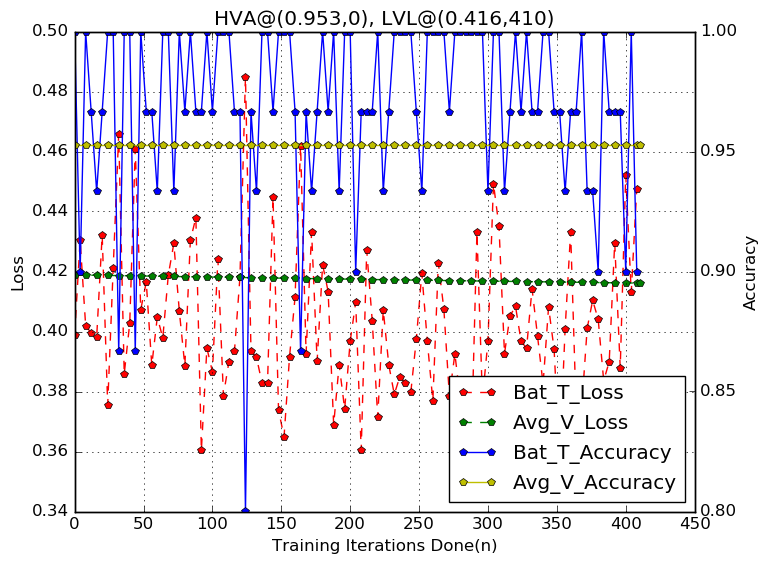 HVA@(0.953,0), LVL@(0.416,410)
0.50
0.48
0.46
0.44
0.42
0.40
0.38
0.36
0.34
Loss
1.00
0.95
0.90
0.85
0.80
Accuracy
Bat_T_Loss
Avg_V_Loss
Bat_T_Accuracy
Avg_V_Accuracy
0 50 100 150 200 250 300 350 400 450
Training Iterations Done(n)